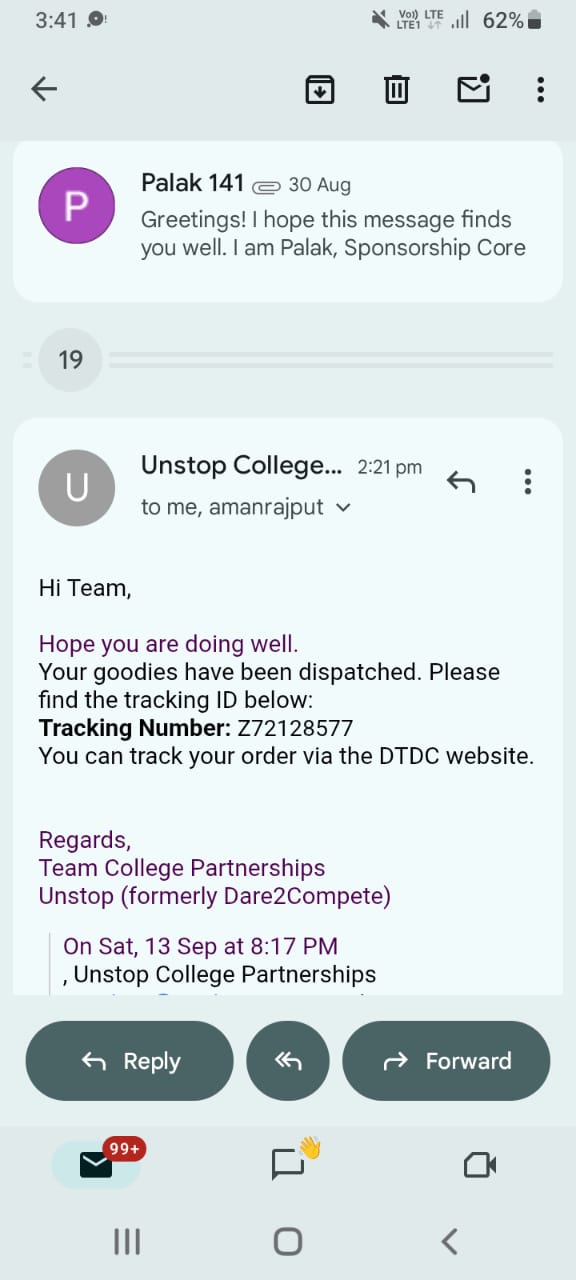 3:41
Vo)) LTE
LTE1
62%
P
Palak 141 30 Aug
Greetings! I hope this message finds
you well. I am Palak, Sponsorship Core
19
U
Unstop College... 2:21 pm
to me, amanrajput
Hi Team,
Hope you are doing well.
Your goodies have been dispatched. Please
find the tracking ID below:
Tracking Number: Z72128577
You can track your order via the DTDC website.
Regards,
Team College Partnerships
Unstop (formerly Dare2Compete)
On Sat, 13 Sep at 8:17 PM
, Unstop College Partnerships
Reply
Forward
99+